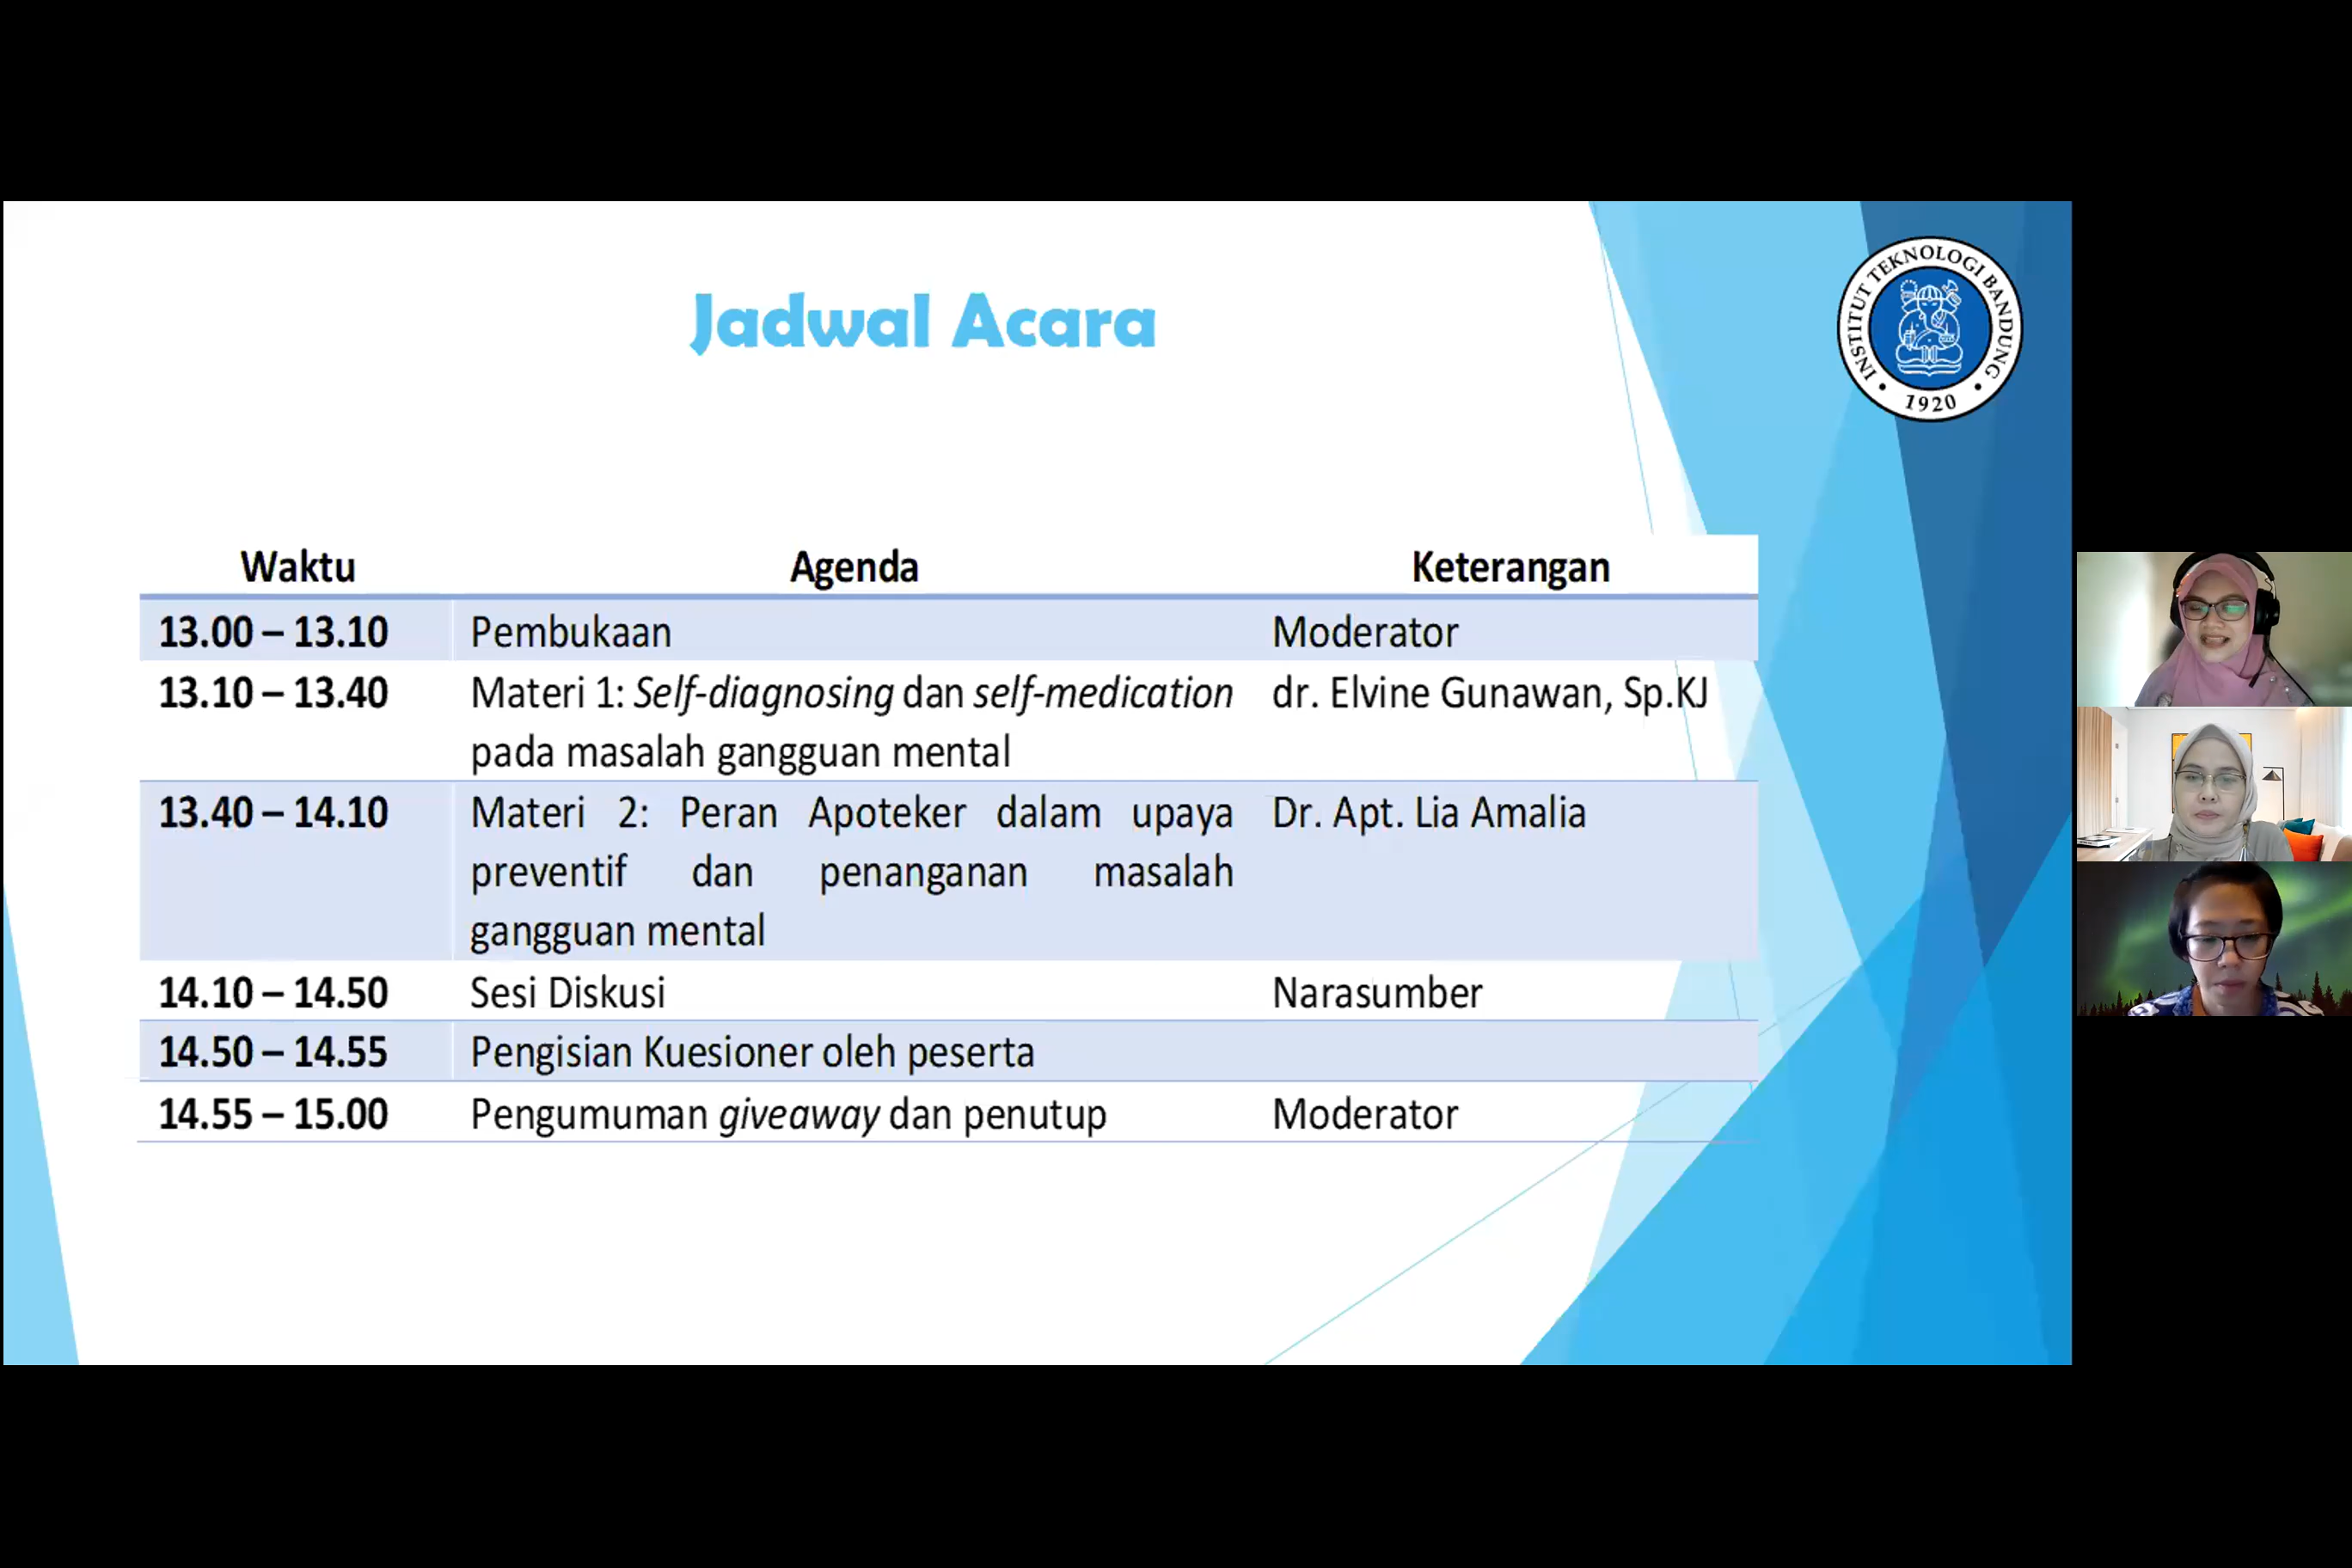 Jadwal Acara
INSTITUT TEKNOLOGI BANDUNG
1920
Waktu Agenda Keterangan
13.00 – 13.10 Pembukaan Moderator
13.10 – 13.40 Materi 1: Self-diagnosing dan self-medication dr. Elvine Gunawan, Sp.KJ
pada masalah gangguan mental
13.40 – 14.10 Materi 2: Peran Apoteker dalam upaya Dr. Apt. Lia Amalia
preventif dan penanganan masalah
gangguan mental
14.10 – 14.50 Sesi Diskusi Narasumber
14.50 – 14.55 Pengisian Kuesioner oleh peserta
14.55 – 15.00 Pengumuman giveaway dan penutup Moderator